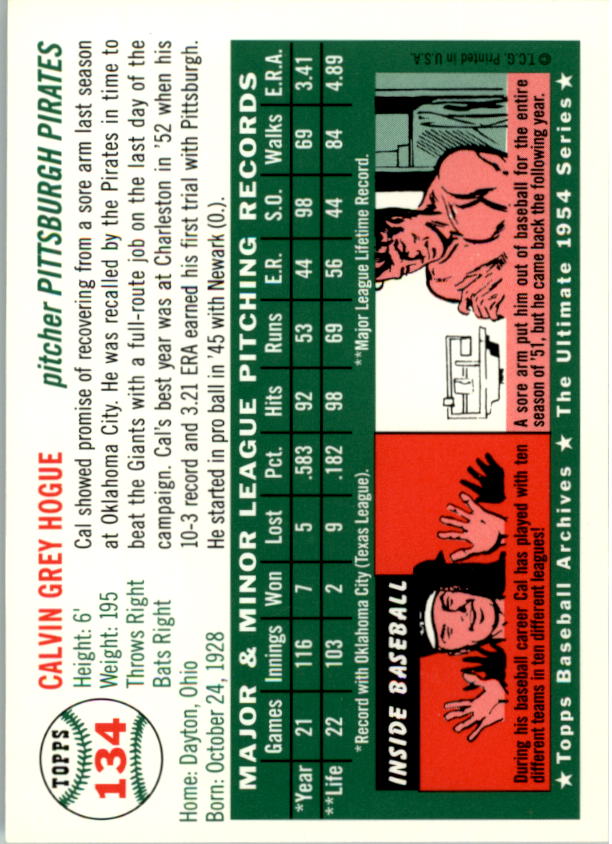 TOPPS
134
CALVIN GREY HOGUE
pitcher PITTSBURGH PIRATES
Height: 6'
Weight: 195
Throws Right
Bats Right
Home: Dayton, Ohio
Born: October 24, 1928
Cal showed promise of recovering from a sore arm last season
at Oklahoma City. He was recalled by the Pirates in time to
beat the Giants with a full-route job on the last day of the
campaign. Cal's best year was at Charleston in '52 when his
10-3 record and 3.21 ERA earned his first trial with Pittsburgh.
He started in pro ball in '45 with Newark (O.).
MAJOR & MINOR LEAGUE PITCHING RECORDS
Games Innings Won Lost Pct. Hits Runs E.R. S.O. Walks E.R.A.
*Year 21 116 7 5 .583 92 53 44 98 69 3.41
**Life 22 103 2 9 .182 98 69 56 44 84 4.89
*Record with Oklahoma City (Texas League). **Major League Lifetime Record.
INSIDE BASEBALL
During his baseball career Cal has played with ten
different teams in ten different leagues!
A sore arm put him out of baseball for the entire
season of '51, but he came back the following year.
© T.C.G. Printed in U.S.A.
★ Topps Baseball Archives ★ The Ultimate 1954 Series ★